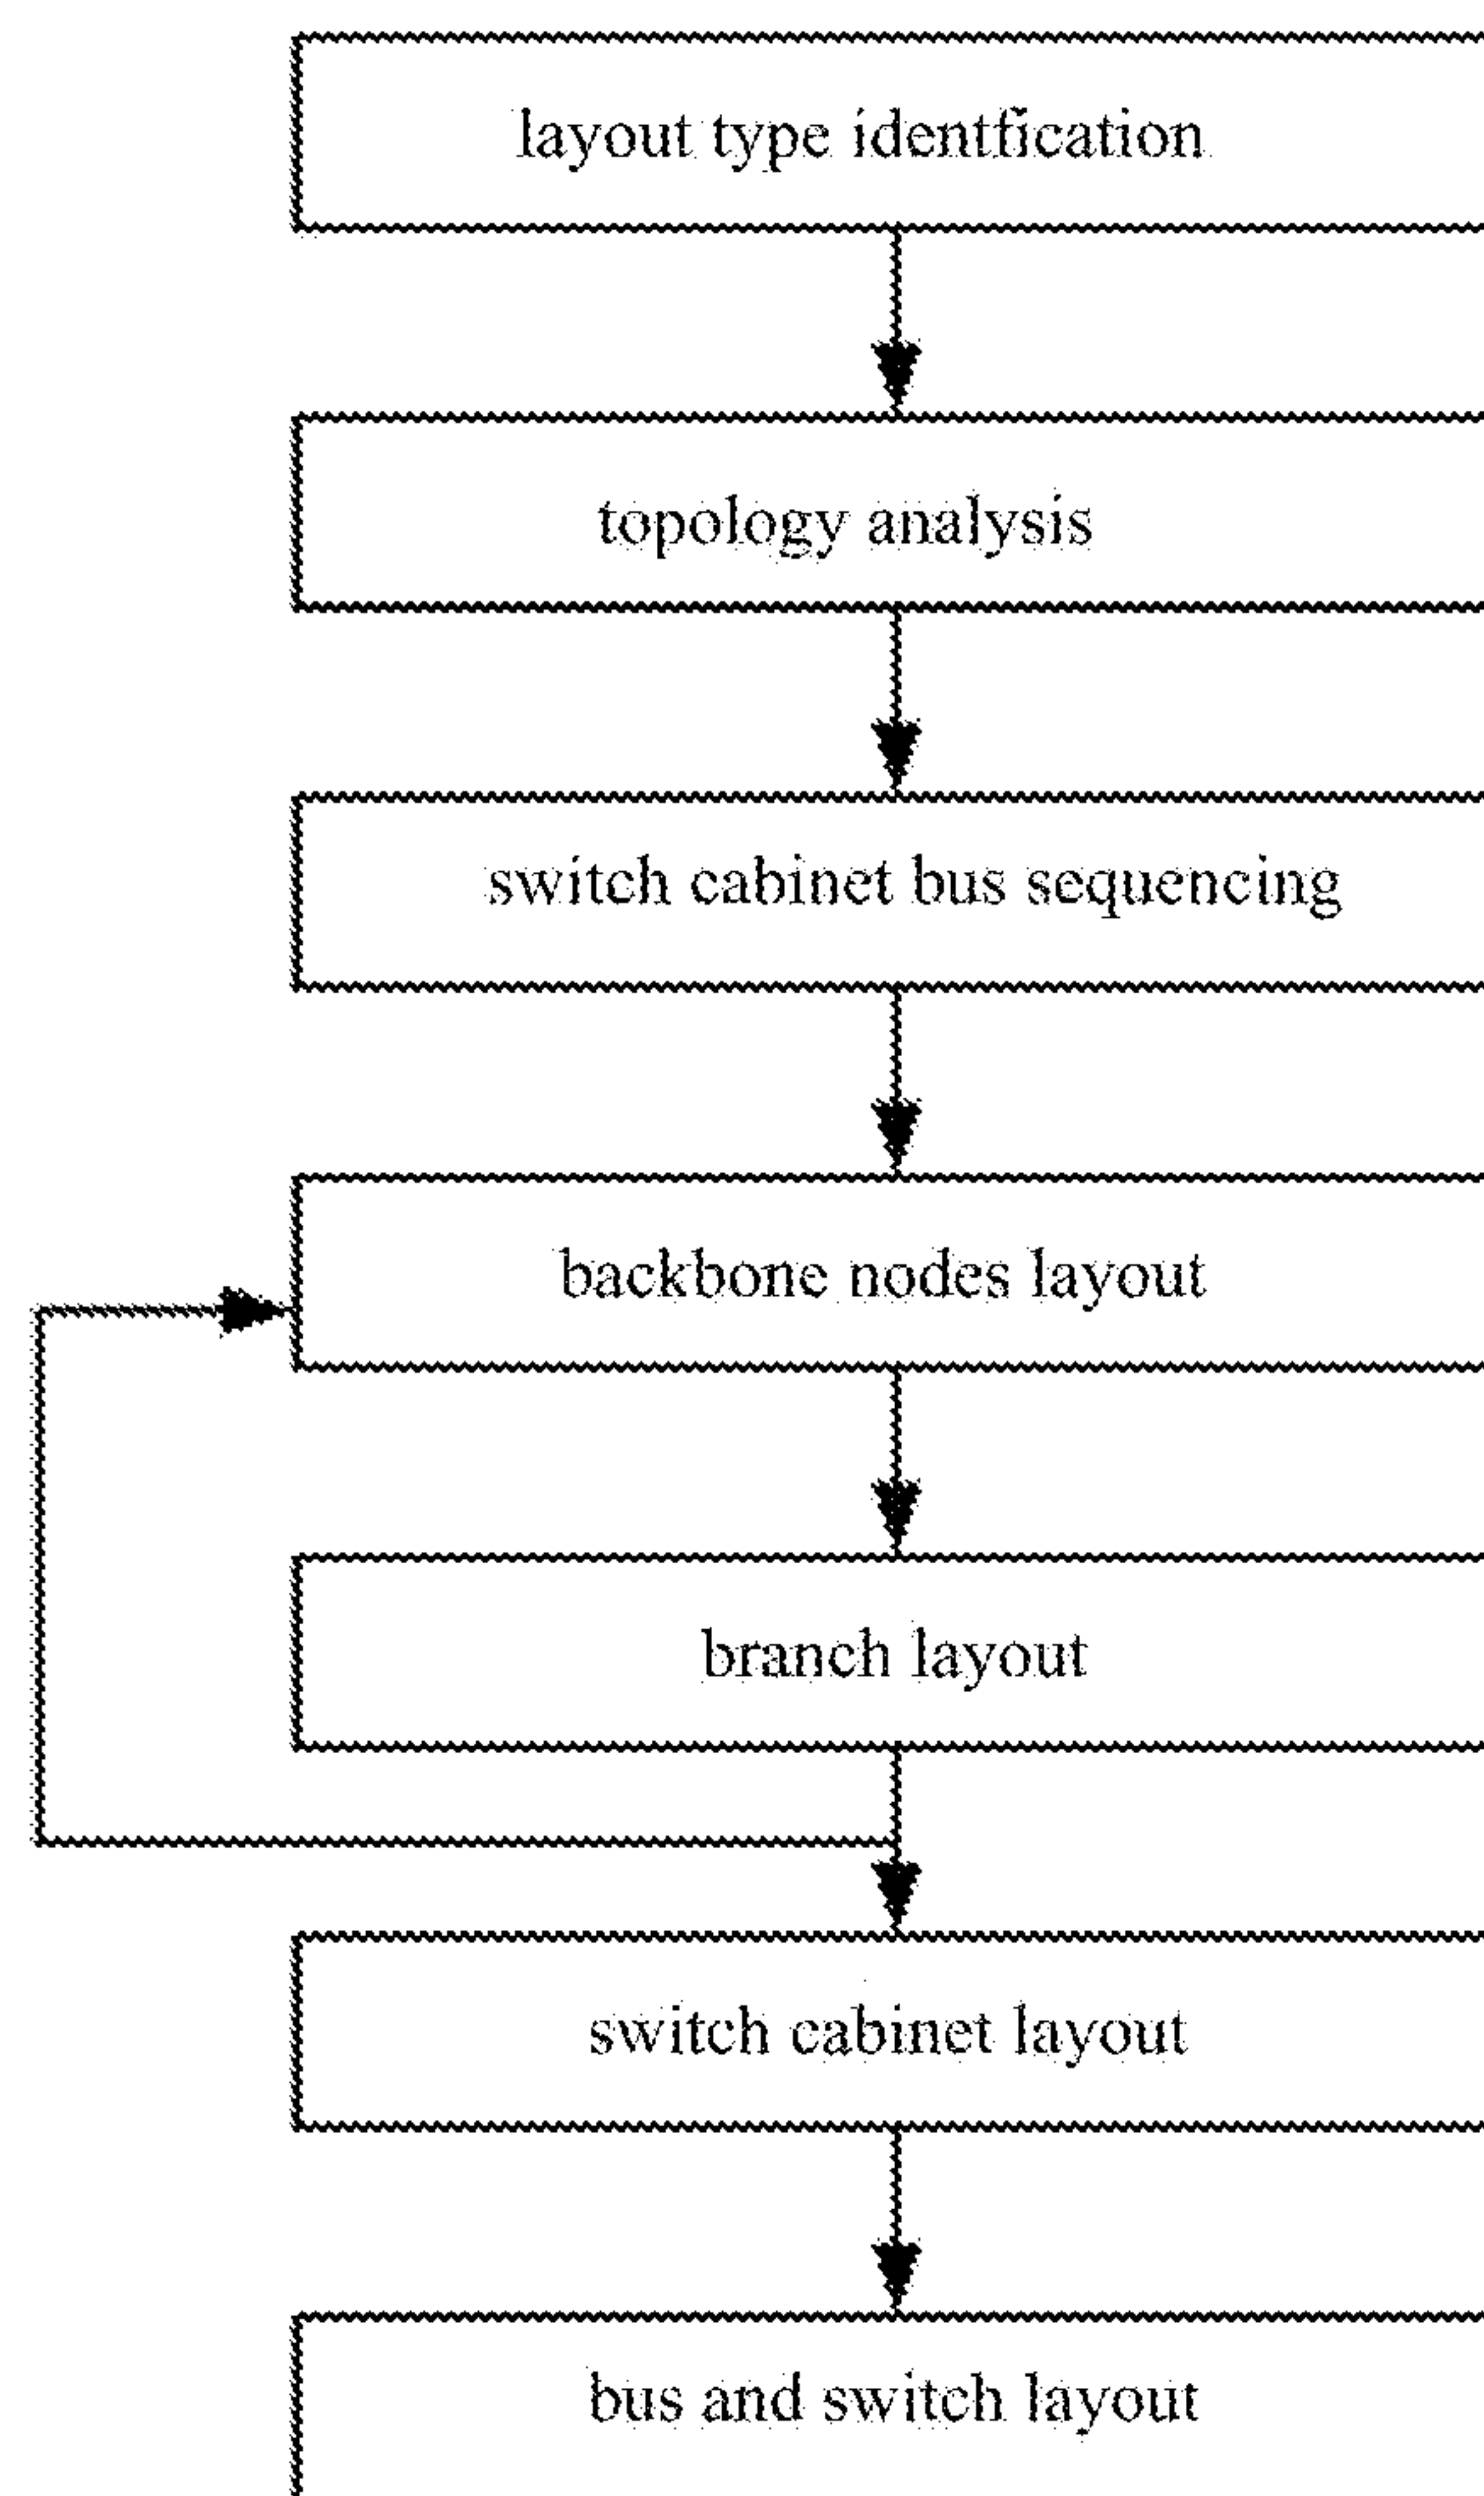 layout type identfication
topology analysis
switch cabinet bus sequencing
backbone nodes layout
branch layout
switch cabinet layout
bus and switch layout